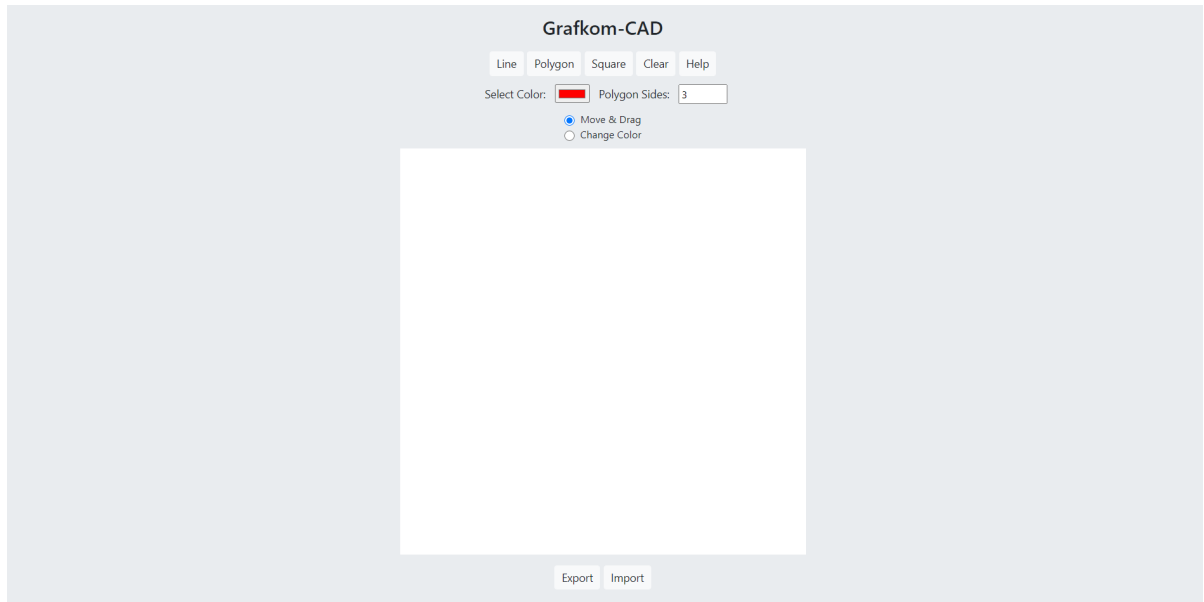 Grafkom-CAD
Line Polygon Square Clear Help
Select Color: Polygon Sides: 3
Move & Drag
Change Color
Export Import